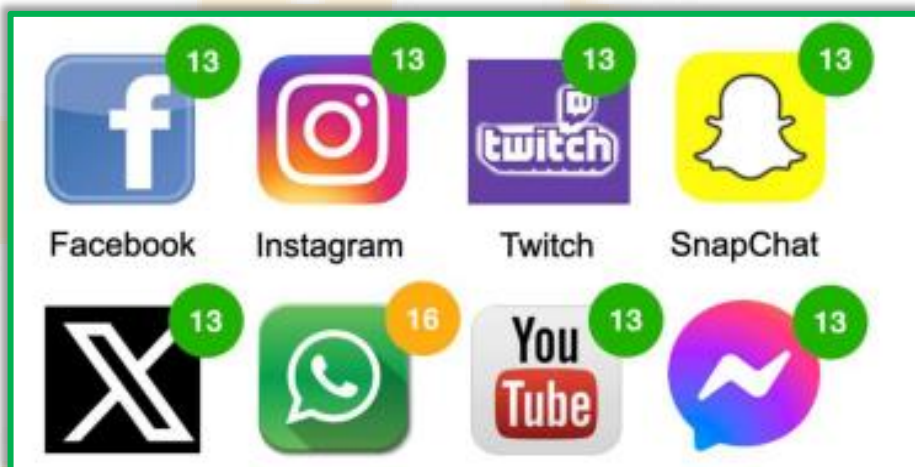 13 13 13 13
f twitch
Facebook Instagram Twitch SnapChat
13 16 13 13
X You
Tube